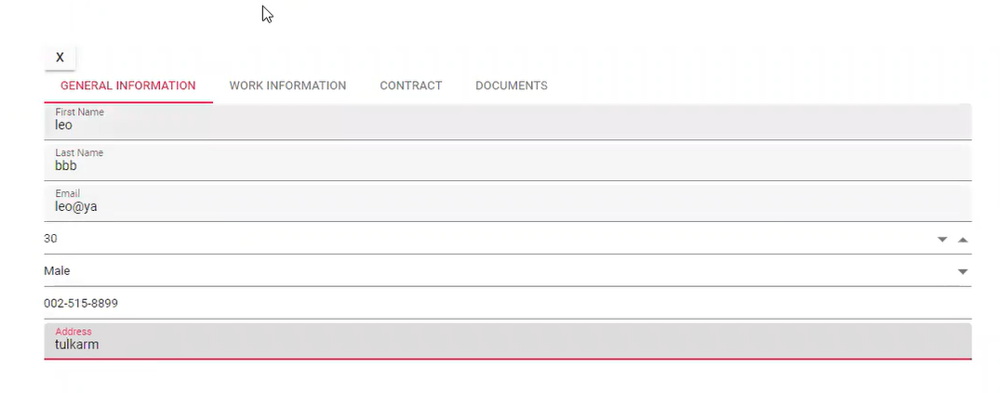 X
GENERAL INFORMATION WORK INFORMATION CONTRACT DOCUMENTS
First Name
leo
Last Name
bbb
Email
leo@ya
30
Male
002-515-8899
Address
tulkarm